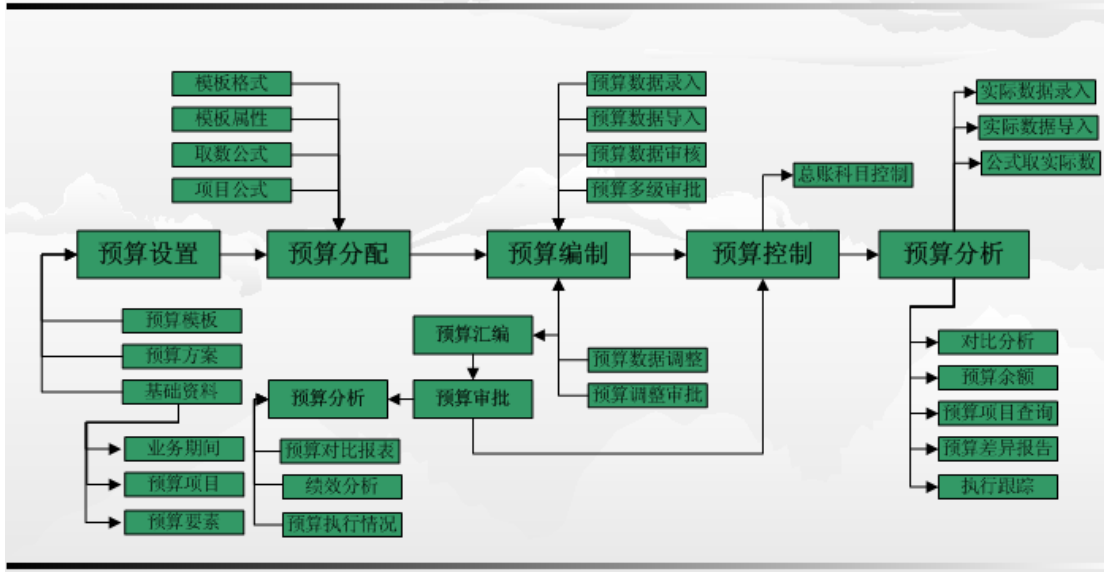 模板格式
模板属性
取数公式
项目公式
预算数据录入
预算数据导入
预算数据审核
预算多级审批
总账科目控制
实际数据录入
实际数据导入
公式取实际数
预算设置
预算分配
预算编制
预算控制
预算分析
预算模板
预算方案
基础资料
业务期间
预算项目
预算要素
预算汇编
预算审批
预算分析
预算对比报表
绩效分析
预算执行情况
预算数据调整
预算调整审批
对比分析
预算余额
预算项目查询
预算差异报告
执行跟踪